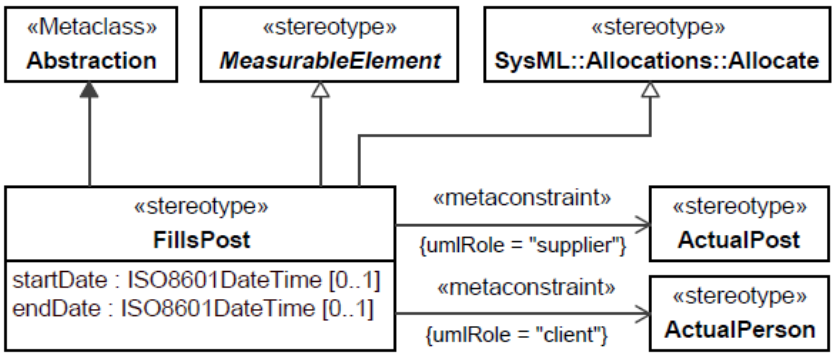 «Metaclass»
Abstraction
«stereotype»
MeasurableElement
«stereotype»
SysML::Allocations::Allocate
«stereotype»
FillsPost
startDate : ISO8601DateTime [0..1]
endDate : ISO8601DateTime [0..1]
«metaconstraint»
{umlRole = "supplier"}
«stereotype»
ActualPost
«metaconstraint»
{umlRole = "client"}
«stereotype»
ActualPerson